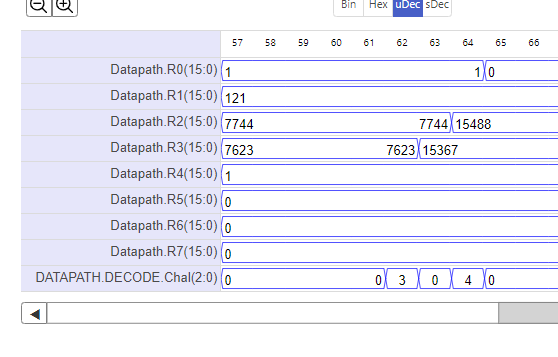 Bin Hex uDec sDec
57 58 59 60 61 62 63 64 65 66
Datapath.R0(15:0) 1 1 0
Datapath.R1(15:0) 121
Datapath.R2(15:0) 7744 7744 15488
Datapath.R3(15:0) 7623 7623 15367
Datapath.R4(15:0) 1
Datapath.R5(15:0) 0
Datapath.R6(15:0) 0
Datapath.R7(15:0) 0
DATAPATH.DECODE.Chal(2:0) 0 0 3 0 4 0